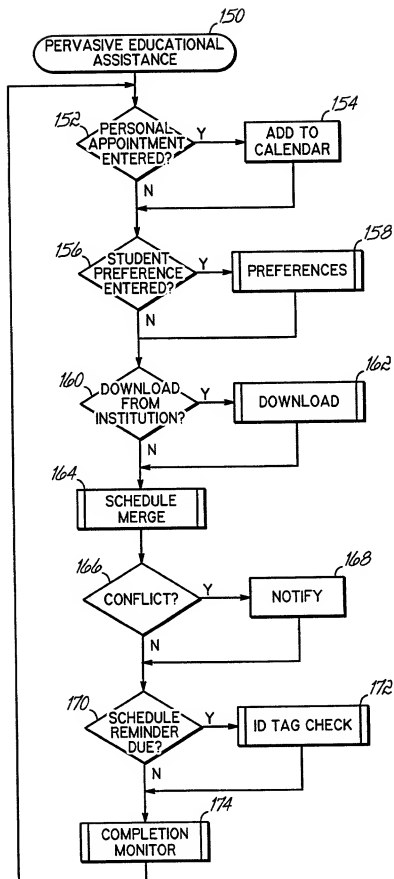 150
PERVASIVE EDUCATIONAL
ASSISTANCE
152
PERSONAL
APPOINTMENT
ENTERED?
Y
N
154
ADD TO
CALENDAR
156
STUDENT
PREFERENCE
ENTERED?
Y
N
158
PREFERENCES
160
DOWNLOAD
FROM
INSTITUTION?
Y
N
162
DOWNLOAD
164
SCHEDULE
MERGE
166
CONFLICT?
Y
N
168
NOTIFY
170
SCHEDULE
REMINDER
DUE?
Y
N
172
ID TAG CHECK
174
COMPLETION
MONITOR